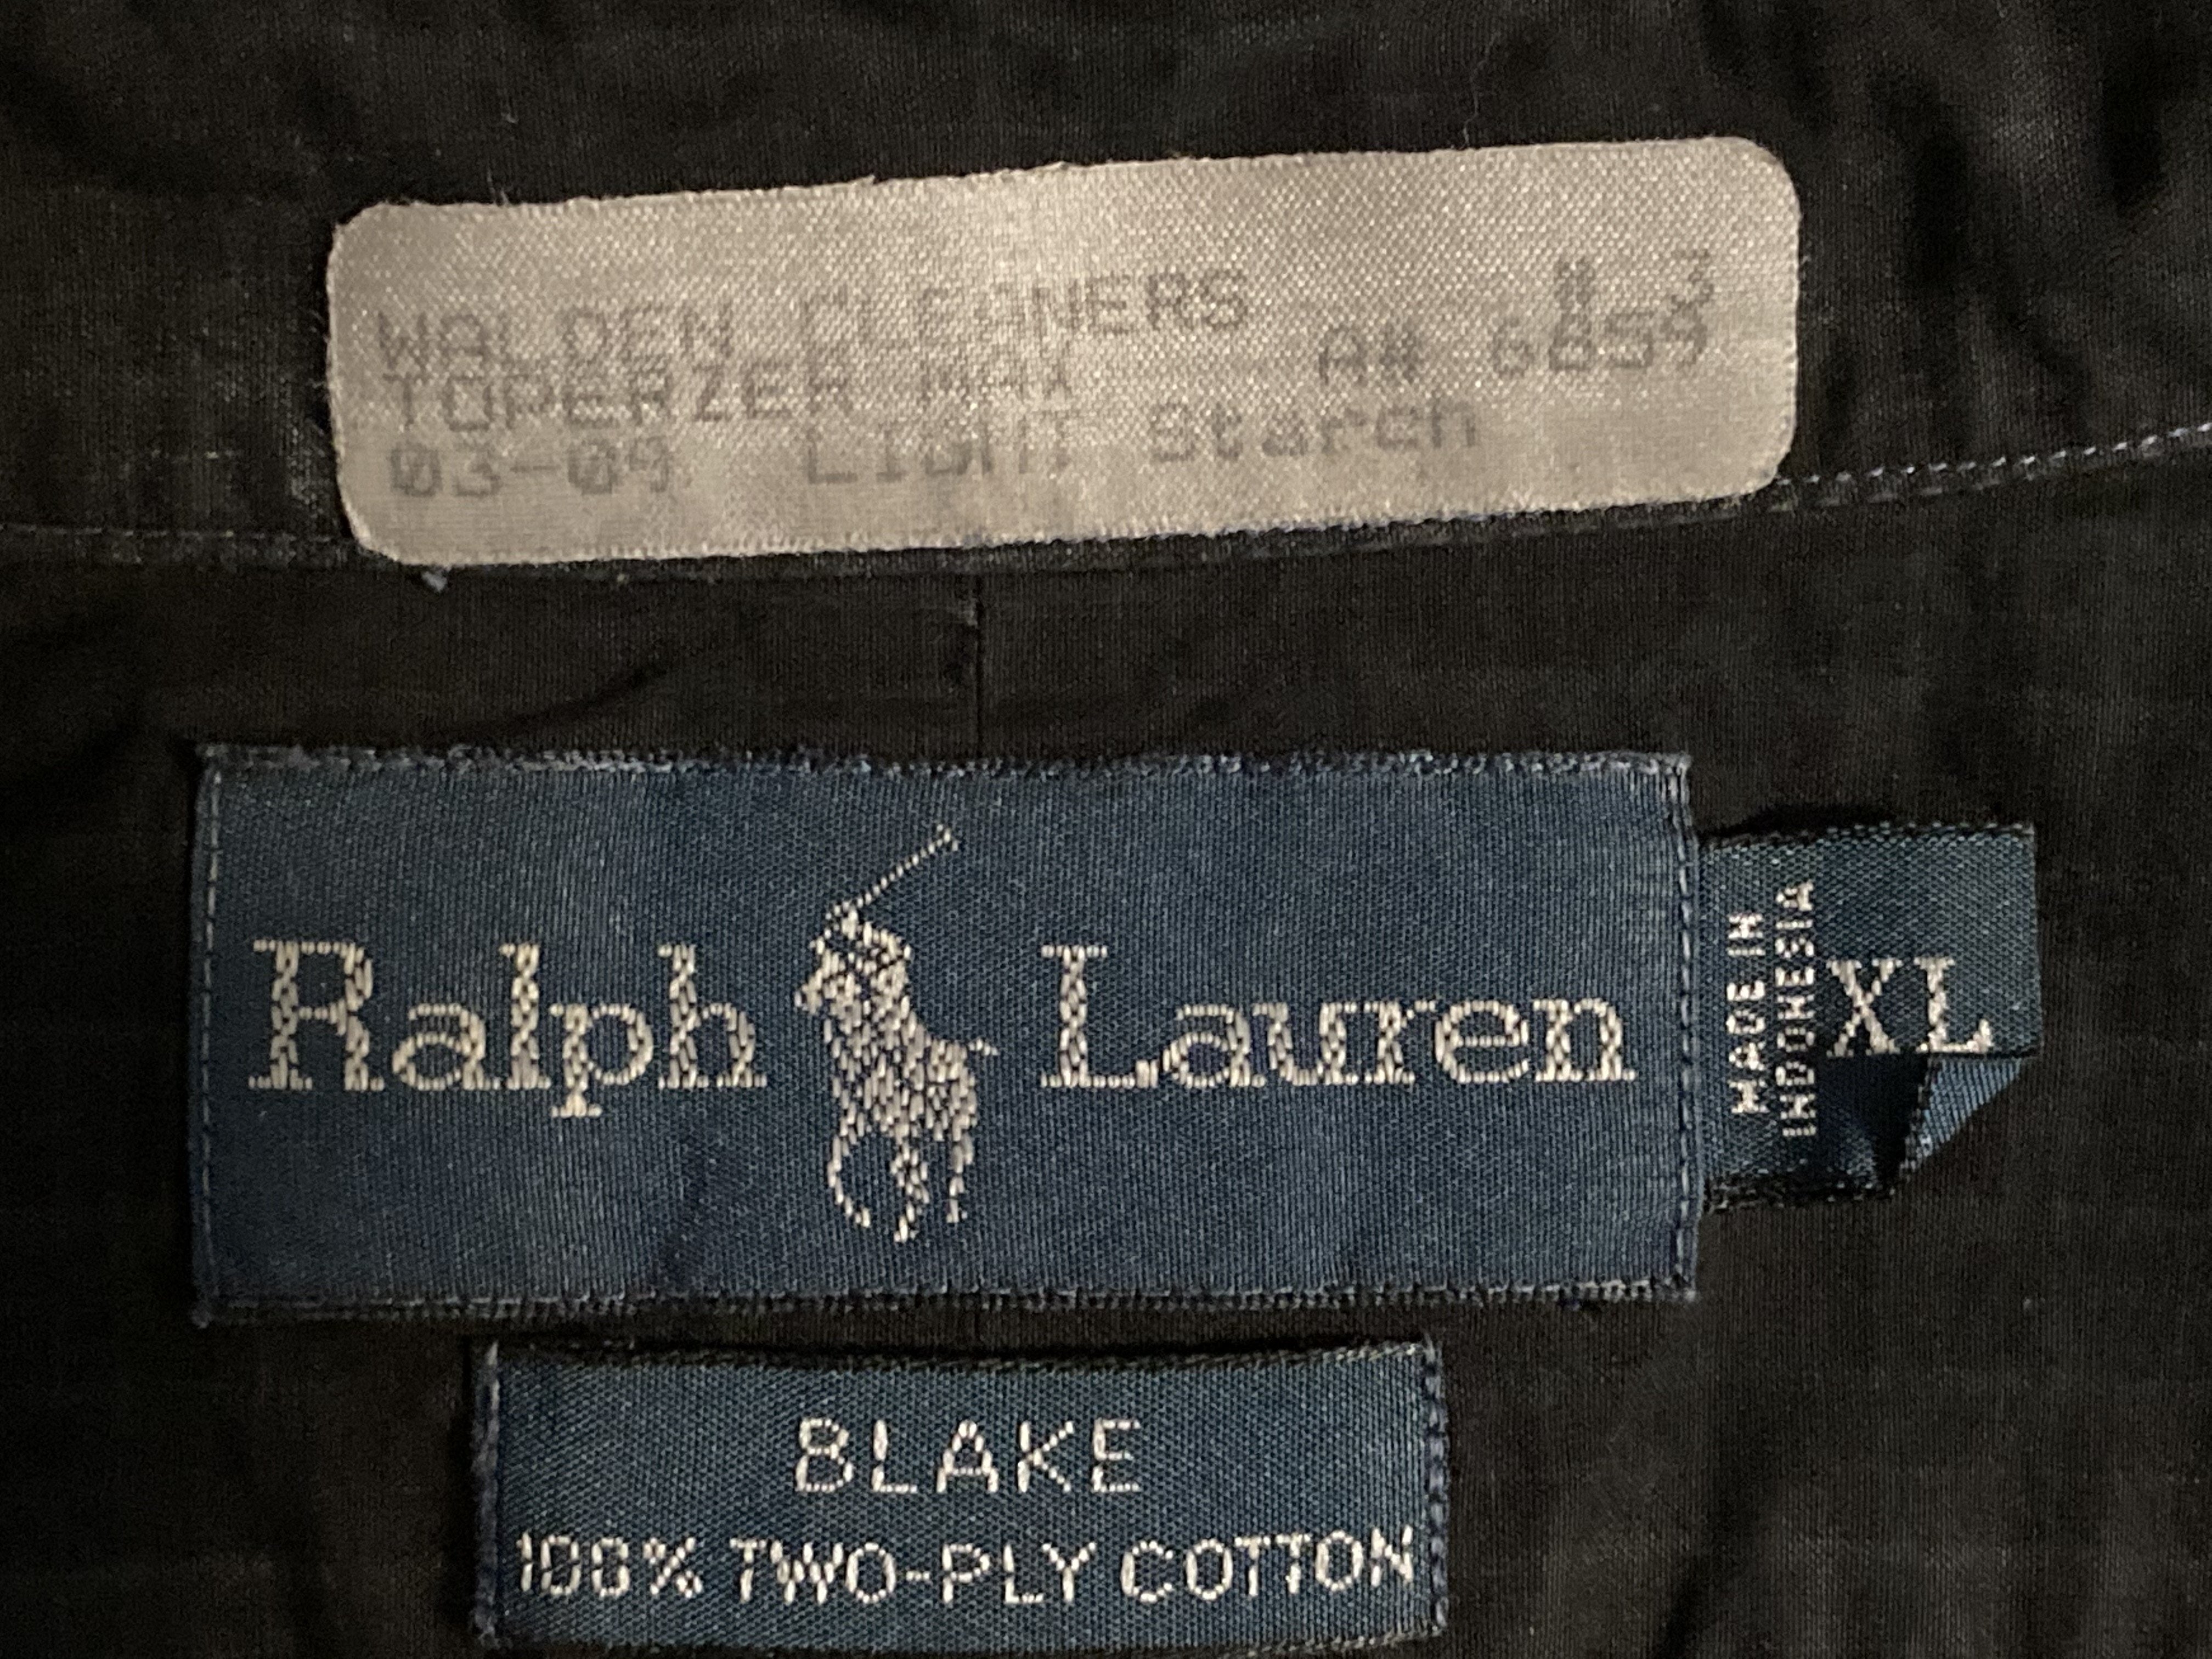 WALDEN CLEANERS # 3
TOPERZER MAX A# 6859
03-09 LIGHT Starch
Ralph Lauren
MADE IN
INDONESIA
XL
BLAKE
100% TWO-PLY COTTON